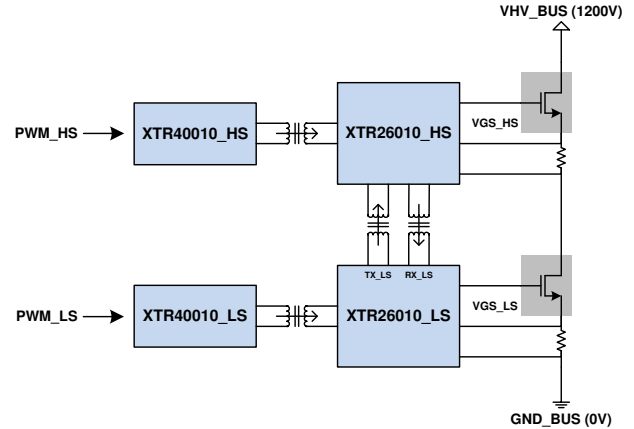 VHV_BUS (1200V)
PWM_HS
XTR40010_HS
XTR26010_HS
VGS_HS
TX_LS
RX_LS
PWM_LS
XTR40010_LS
XTR26010_LS
VGS_LS
GND_BUS (0V)